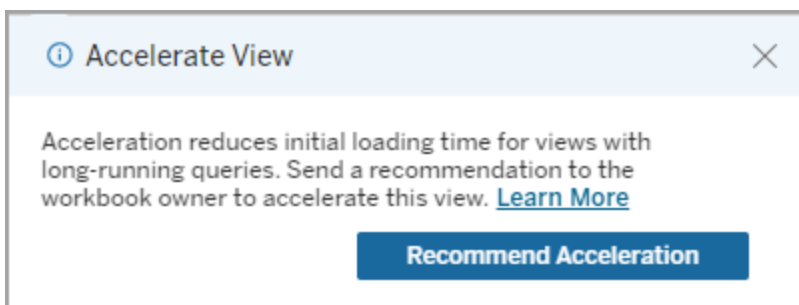 Accelerate View
Acceleration reduces initial loading time for views with
long-running queries. Send a recommendation to the
workbook owner to accelerate this view. Learn More
Recommend Acceleration